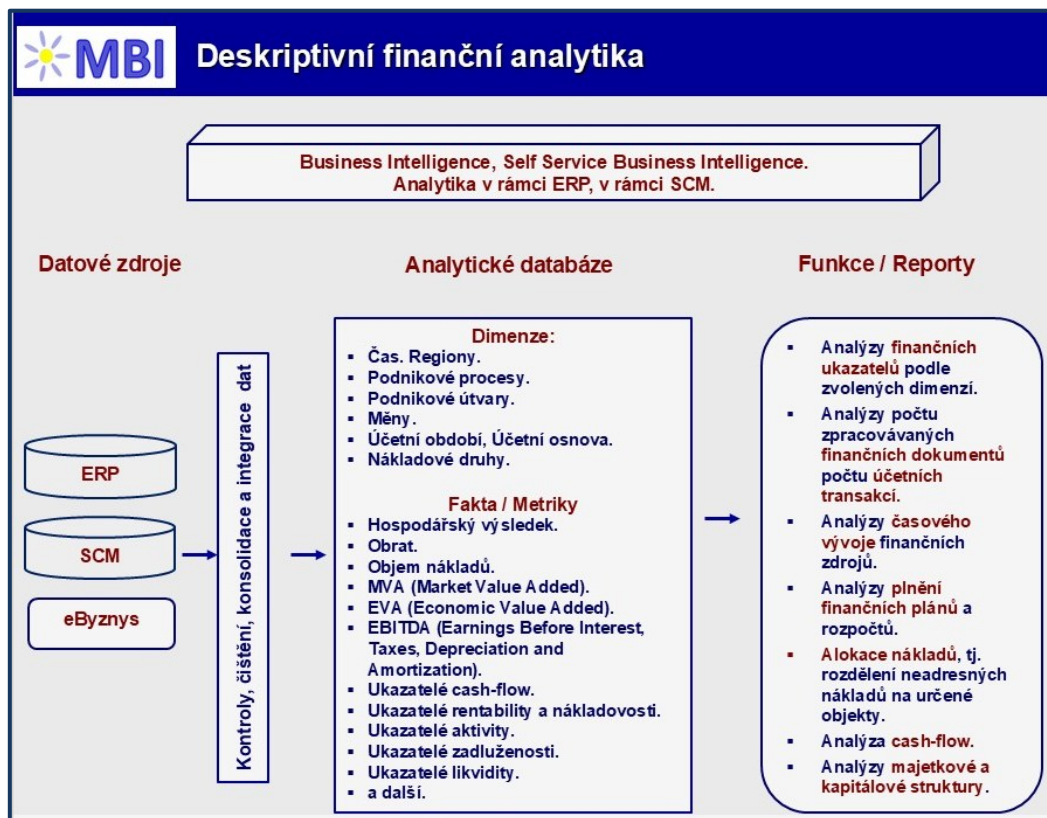 MBI
Deskriptivní finanční analytika
Business Intelligence, Self Service Business Intelligence.
Analytika v rámci ERP, v rámci SCM.
Datové zdroje
Analytické databáze
Funkce / Reporty
ERP
SCM
eByznys
Kontroly, čištění, konsolidace a integrace dat
Dimenze:
▪ Čas. Regiony.
▪ Podnikové procesy.
▪ Podnikové útvary.
▪ Měny.
▪ Účetní období, Účetní osnova.
▪ Nákladové druhy.
Fakta / Metriky
▪ Hospodářský výsledek.
▪ Obrat.
▪ Objem nákladů.
▪ MVA (Market Value Added).
▪ EVA (Economic Value Added).
▪ EBITDA (Earnings Before Interest,
Taxes, Depreciation and
Amortization).
▪ Ukazatelé cash-flow.
▪ Ukazatelé rentability a nákladovosti.
▪ Ukazatelé aktivity.
▪ Ukazatelé zadluženosti.
▪ Ukazatelé likvidity.
▪ a další.
▪ Analýzy finančních
ukazatelů podle
zvolených dimenzí.
▪ Analýzy počtu
zpracovávaných
finančních dokumentů
počtu účetních
transakcí.
▪ Analýzy časového
vývoje finančních
zdrojů.
▪ Analýzy plnění
finančních plánů a
rozpočtů.
▪ Alokace nákladů, tj.
rozdělení neadresných
nákladů na určené
objekty.
▪ Analýza cash-flow.
▪ Analýzy majetkové a
kapitálové struktury.